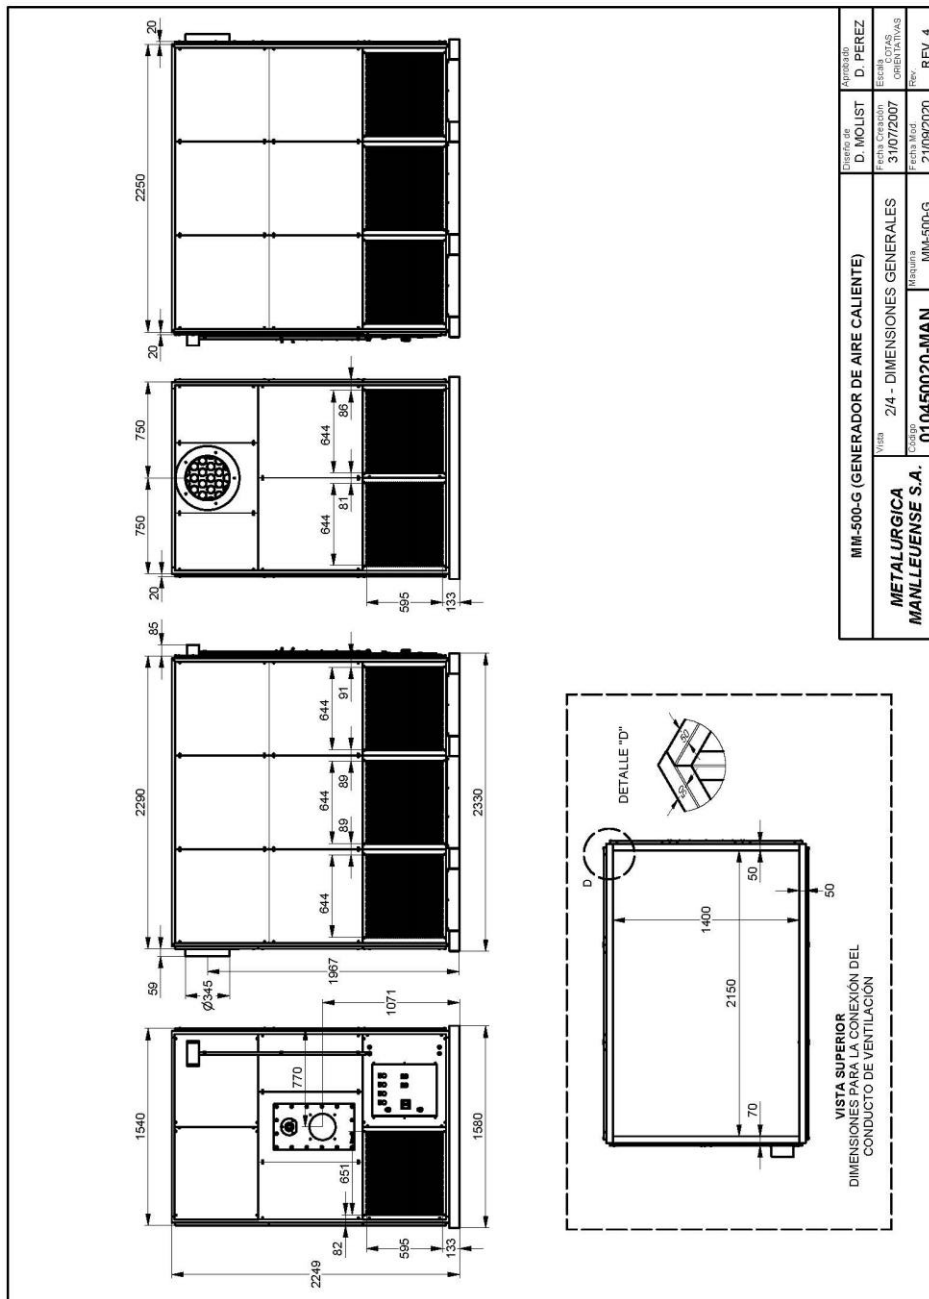 1540
2249
82
595
133
651
770
1071
1580
59
Ø345
1967
2290
85
644
89
644
89
644
91
2330
20
750
750
644
81
644
86
595
133
20
2250
20
DETALLE "D"
50
50
D
1400
2150
50
50
70
VISTA SUPERIOR
DIMENSIONES PARA LA CONEXIÓN DEL
CONDUCTO DE VENTILACIÓN
MM-500-G (GENERADOR DE AIRE CALIENTE)
Diseño de
D. MOLIST
Aprobado
D. PEREZ
METALURGICA
MANLLEUENSE S.A.
Vista
2/4 - DIMENSIONES GENERALES
Fecha Creación
31/07/2007
Escala
COTAS
ORIENTATIVAS
Código
010450020-MAN
Maquina
MM-500-G
Fecha Mod.
21/09/2020
Rev.
REV. 4